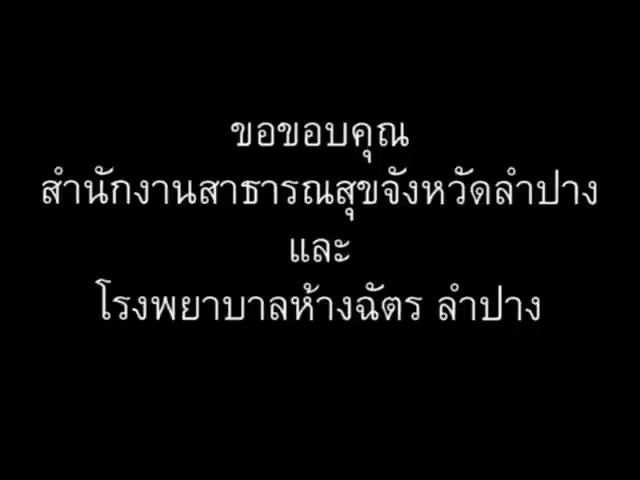 ขอขอบคุณ
สำนักงานสาธารณสุขจังหวัดลำปาง
และ
โรงพยาบาลห้างฉัตร ลำปาง